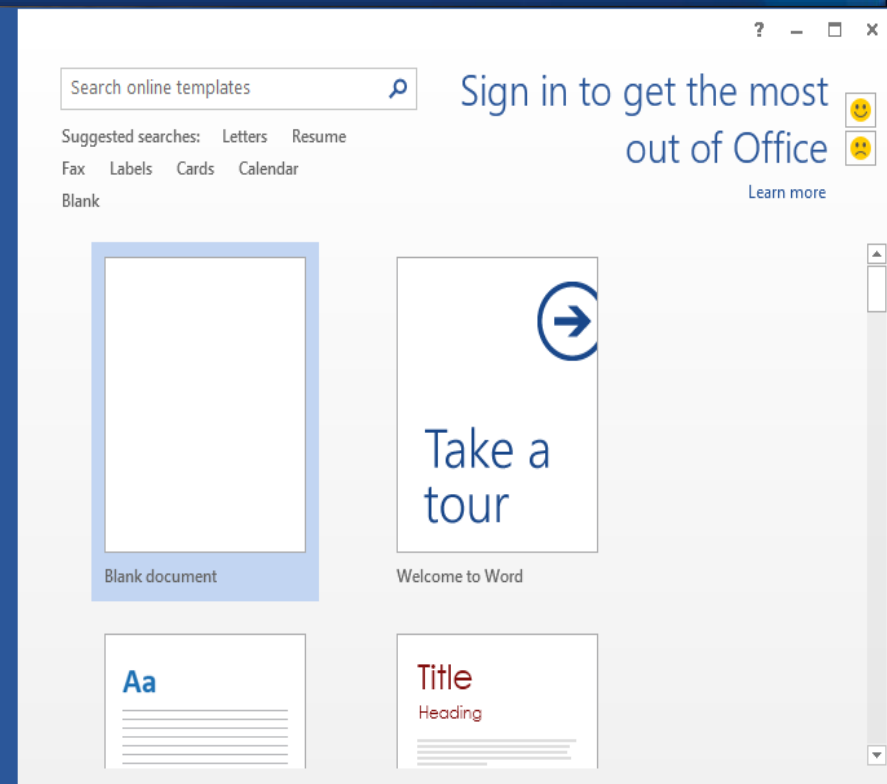 ?
Search online templates
Sign in to get the most
out of Office
Suggested searches: Letters Resume
Fax Labels Cards Calendar
Blank
Learn more
Take a
tour
Blank document
Welcome to Word
Aa
Title
Heading